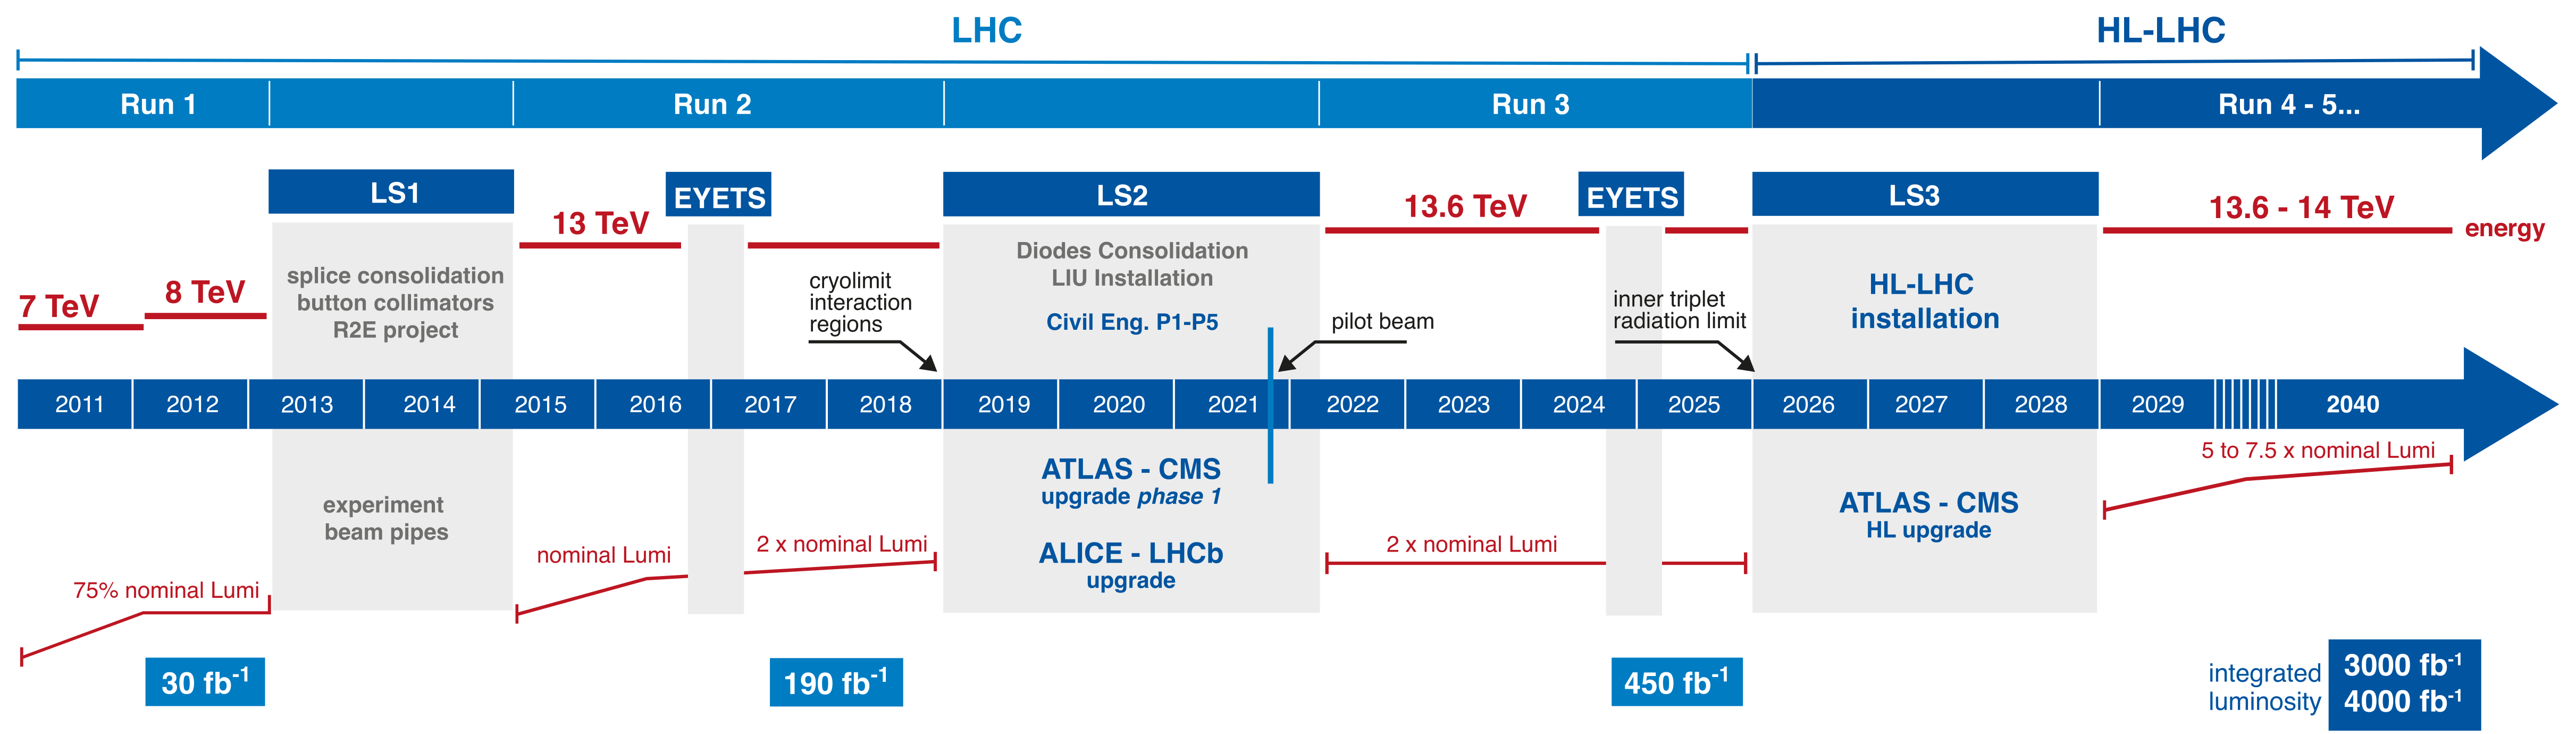 LHC
HL-LHC
Run 1
Run 2
Run 3
Run 4 - 5...
LS1
EYETS
LS2
EYETS
LS3
13 TeV
13.6 TeV
13.6 - 14 TeV
energy
7 TeV
8 TeV
splice consolidation
button collimators
R2E project
cryolimit
interaction
regions
Diodes Consolidation
LIU Installation
Civil Eng. P1-P5
pilot beam
inner triplet
radiation limit
HL-LHC
installation
2011
2012
2013
2014
2015
2016
2017
2018
2019
2020
2021
2022
2023
2024
2025
2026
2027
2028
2029
2040
5 to 7.5 x nominal Lumi
experiment
beam pipes
ATLAS - CMS
upgrade phase 1
ALICE - LHCb
upgrade
ATLAS - CMS
HL upgrade
75% nominal Lumi
nominal Lumi
2 x nominal Lumi
2 x nominal Lumi
30 fb⁻¹
190 fb⁻¹
450 fb⁻¹
integrated
luminosity
3000 fb⁻¹
4000 fb⁻¹